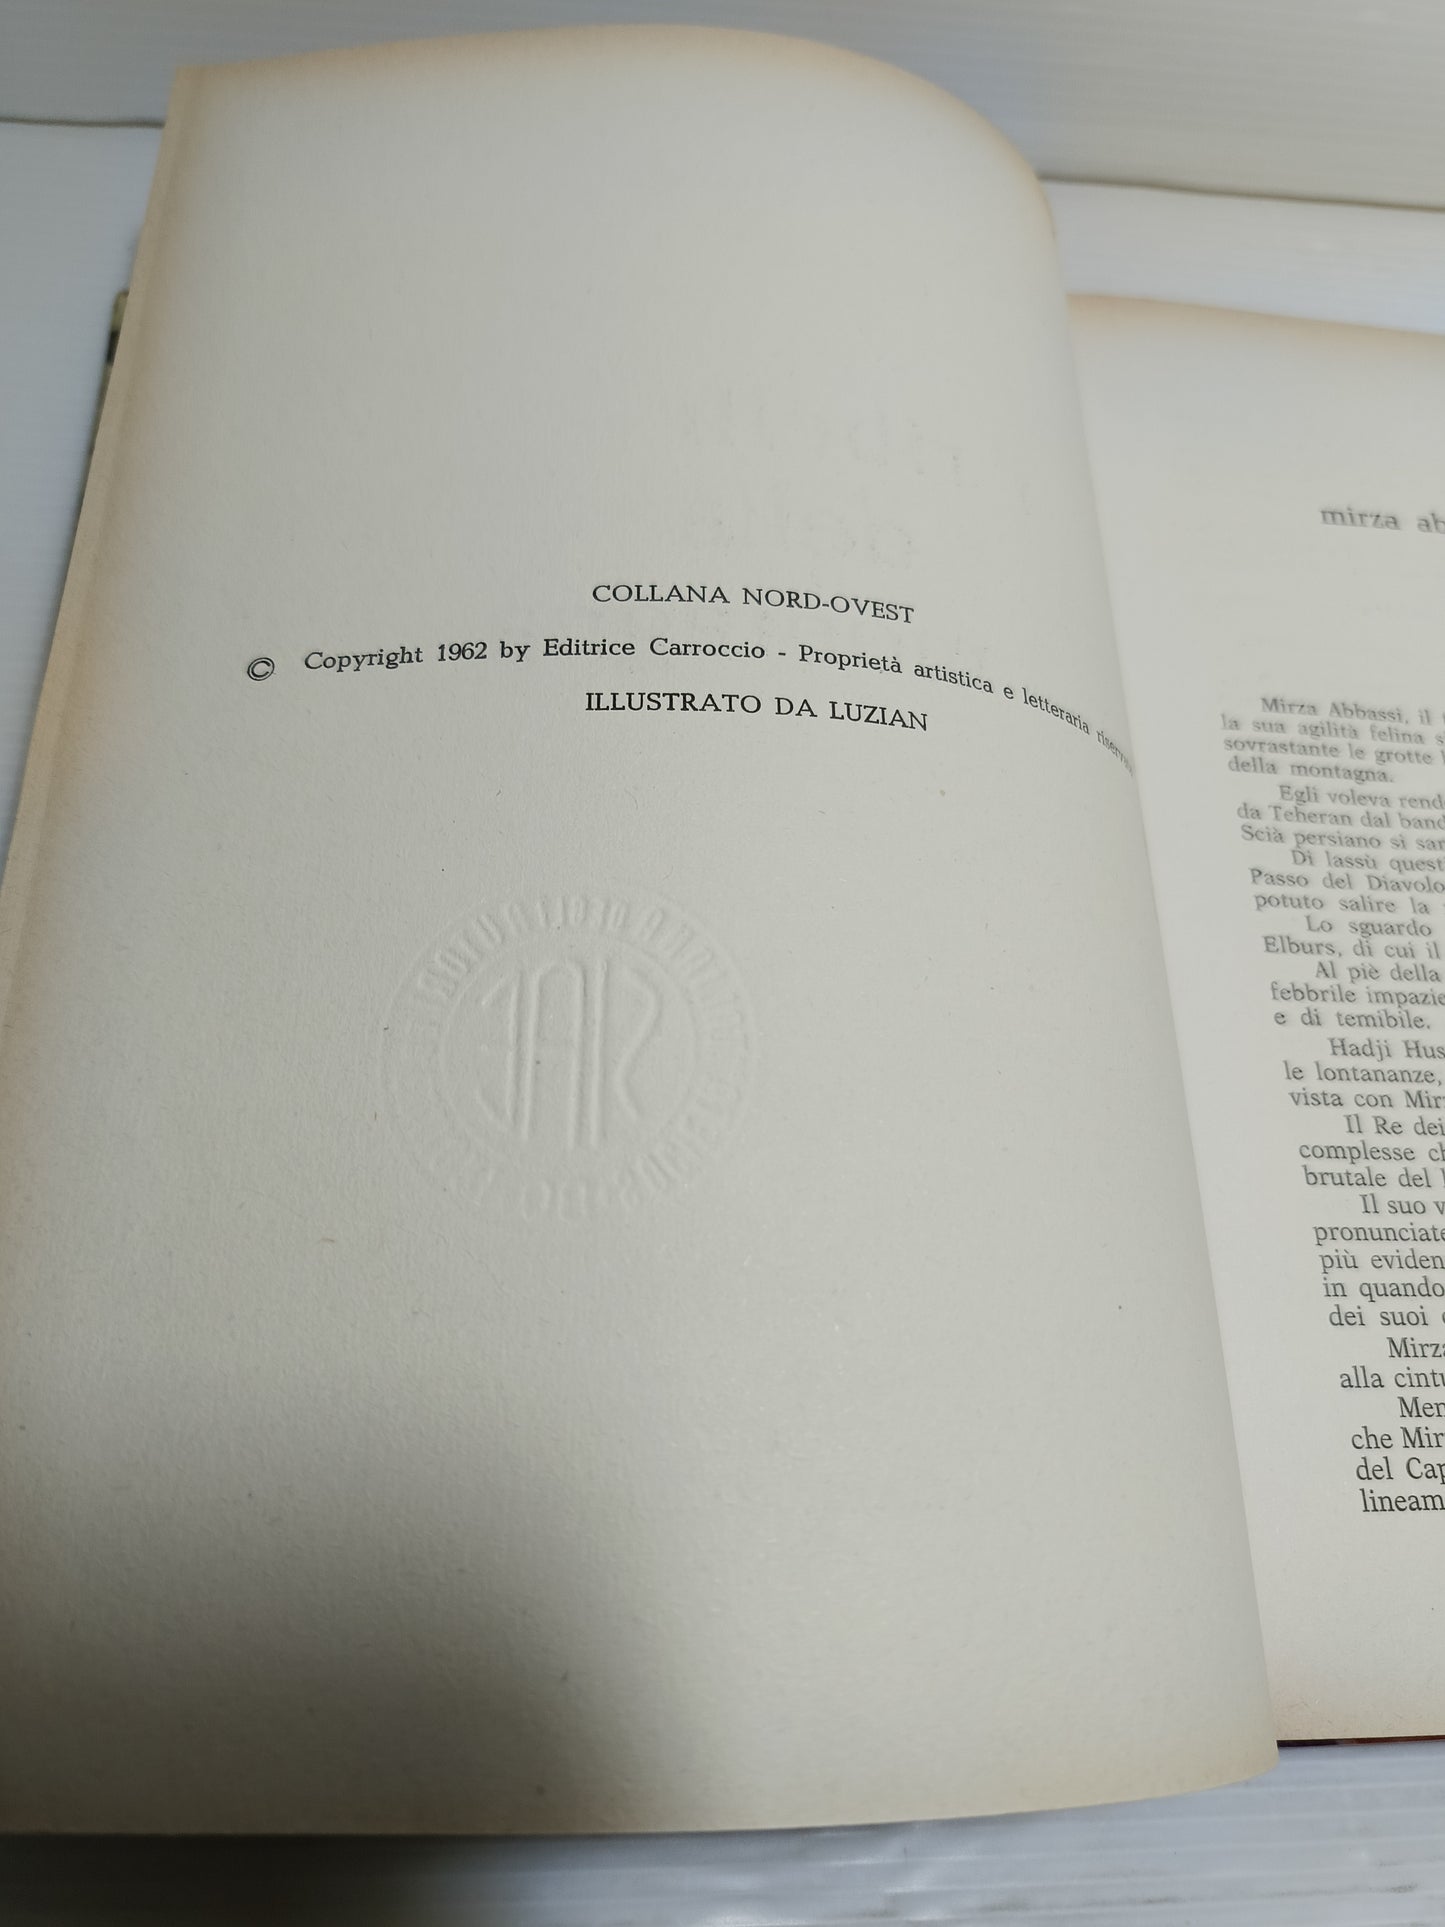 COLLANA NORD-OVEST
© Copyright 1962 by Editrice Carroccio - Proprietà artistica e letteraria riservata
ILLUSTRATO DA LUZIAN
mirza ab
Mirza Abbassi, il
la sua agilità felina s
sovrastante le grotte
della montagna.
Egli voleva rend
da Teheran dal band
Scià persiano si sar
Di lassù quest
Passo del Diavolo
potuto salire la
Lo sguardo
Elburs, di cui il
Al piè della
febbrile impazie
e di temibile.
Hadji Hus
le lontananze,
vista con Mir
Il Re dei
complesse ch
brutale del
Il suo v
pronunciate
più eviden
in quando
dei suoi
Mirza
alla cintu
Men
che Mir
del Cap
lineam